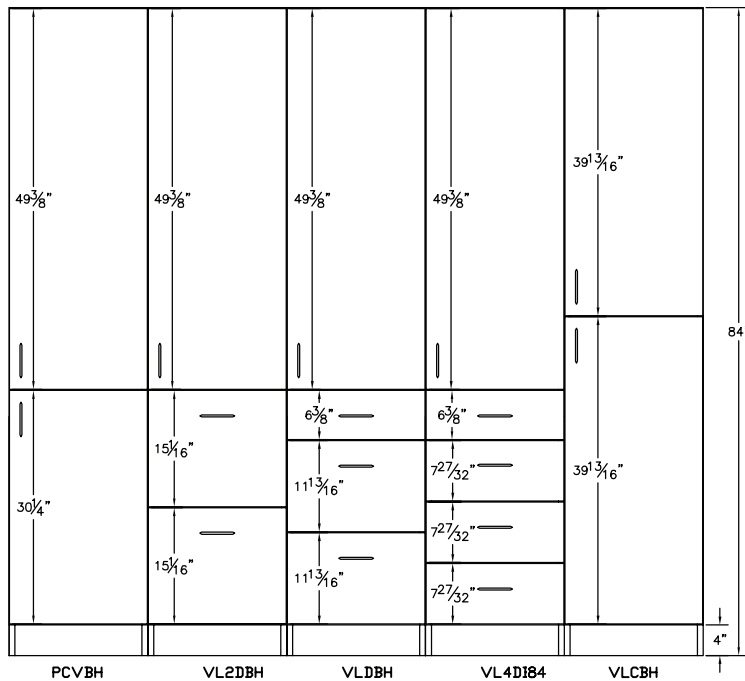 49 3/8" 49 3/8" 49 3/8" 49 3/8" 39 13/16"
84
6 3/8" 6 3/8"
15 1/16" 7 27/32"
30 1/4" 11 13/16" 39 13/16"
7 27/32"
15 1/16" 11 13/16" 7 27/32"
4"
PCVBH VL2DBH VLDBH VL4DI84 VLCBH